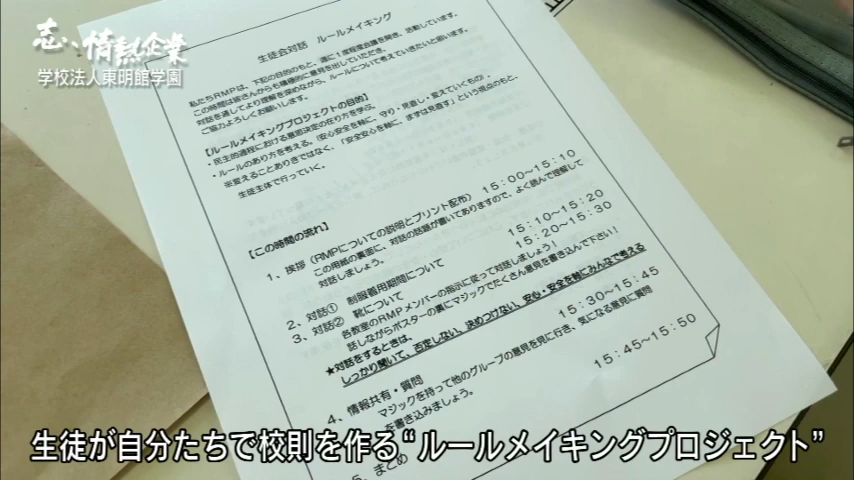 志、情熱企業
学校法人東明館学園
生徒会対話 ルールメイキング
私たちRMPは、下記の目的のもと、週に1度程度会議を開き、活動しています。
この時間は皆さんからも積極的に意見を出していただき、
対話を通してより理解を深めながら、ルールについて考えていきたいと思います。
ご協力よろしくお願いします。
【ルールメイキングプロジェクトの目的】
・民主的過程における意思決定の在り方を学ぶ。
・ルールのあり方を考える。（安心安全を軸に、守り・見直し・変えていくもの）。
※変えることありきではなく、「安全安心を軸に、まずは見直す」という視点のもと、
生徒主体で行っていく。
【この時間の流れ】
1、挨拶（RMPについての説明とプリント配布） 15:00～15:10
この用紙の裏面に、対話の話題が書いてありますので、よく読んで理解して
対話しましょう。
2、対話① 制服着用期間について 15:10～15:20
3、対話② 靴について 15:20～15:30
各教室のRMPメンバーの指示に従って対話しましょう！
話しながらポスターの裏にマジックでたくさん意見を書き込んで下さい！
★対話をするときは、
しっかり聞いて、否定しない、決めつけない、安心・安全を軸にみんなで考える
4、情報共有・質問 15:30～15:45
マジックを持って他のグループの意見を見に行き、気になる意見に質問
を書き込みましょう。
5、まとめ 15:45～15:50
生徒が自分たちで校則を作る“ルールメイキングプロジェクト”